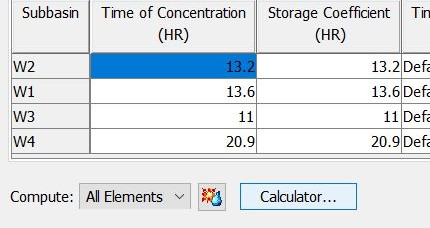 Subbasin Time of Concentration (HR) Storage Coefficient (HR)
W2 13.2 13.2
W1 13.6 13.6
W3 11 11
W4 20.9 20.9
Compute: All Elements Calculator...